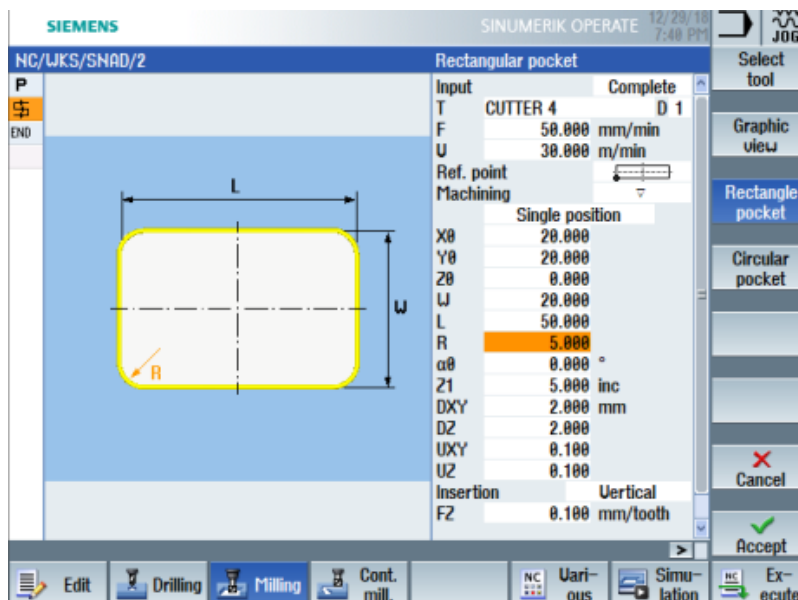 SIEMENS
SINUMERIK OPERATE
12/29/18
7:40 PM
JOG
NC/WKS/SNAD/2
Rectangular pocket
P
END
L
W
R
Input Complete
T CUTTER 4 D 1
F 50.000 mm/min
V 30.000 m/min
Ref. point
Machining ▽
Single position
X0 20.000
Y0 20.000
Z0 0.000
W 20.000
L 50.000
R 5.000
α0 0.000 °
Z1 5.000 inc
DXY 2.000 mm
DZ 2.000
UXY 0.100
UZ 0.100
Insertion Vertical
FZ 0.100 mm/tooth
Select
tool
Graphic
view
Rectangle
pocket
Circular
pocket
Cancel
Accept
>
Edit
Drilling
Milling
Cont.
mill.
NC
Vari-
ous
Simu-
lation
NC
Ex-
ecute